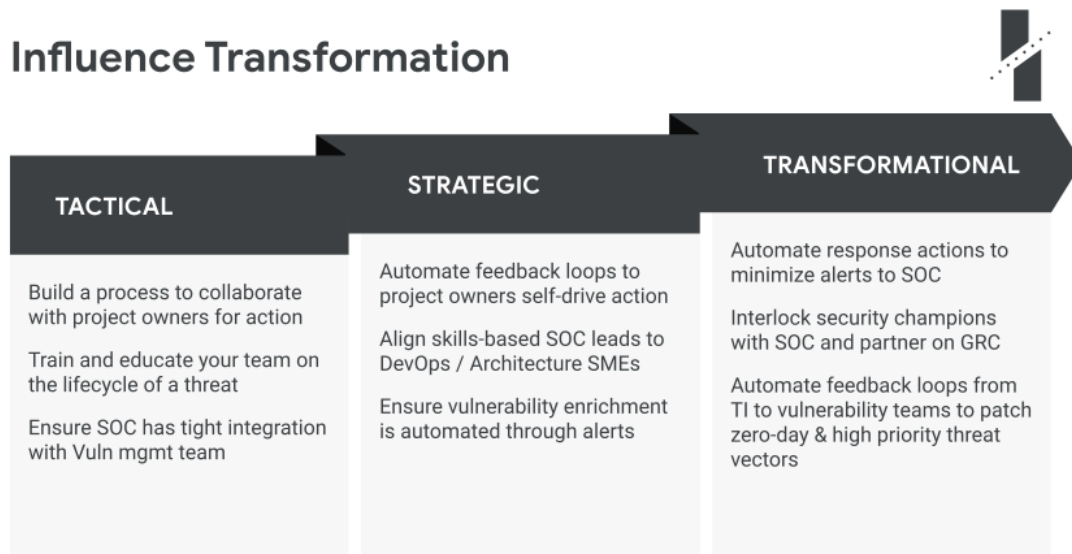 Influence Transformation
TACTICAL
Build a process to collaborate
with project owners for action
Train and educate your team on
the lifecycle of a threat
Ensure SOC has tight integration
with Vuln mgmt team
STRATEGIC
Automate feedback loops to
project owners self-drive action
Align skills-based SOC leads to
DevOps / Architecture SMEs
Ensure vulnerability enrichment
is automated through alerts
TRANSFORMATIONAL
Automate response actions to
minimize alerts to SOC
Interlock security champions
with SOC and partner on GRC
Automate feedback loops from
TI to vulnerability teams to patch
zero-day & high priority threat
vectors